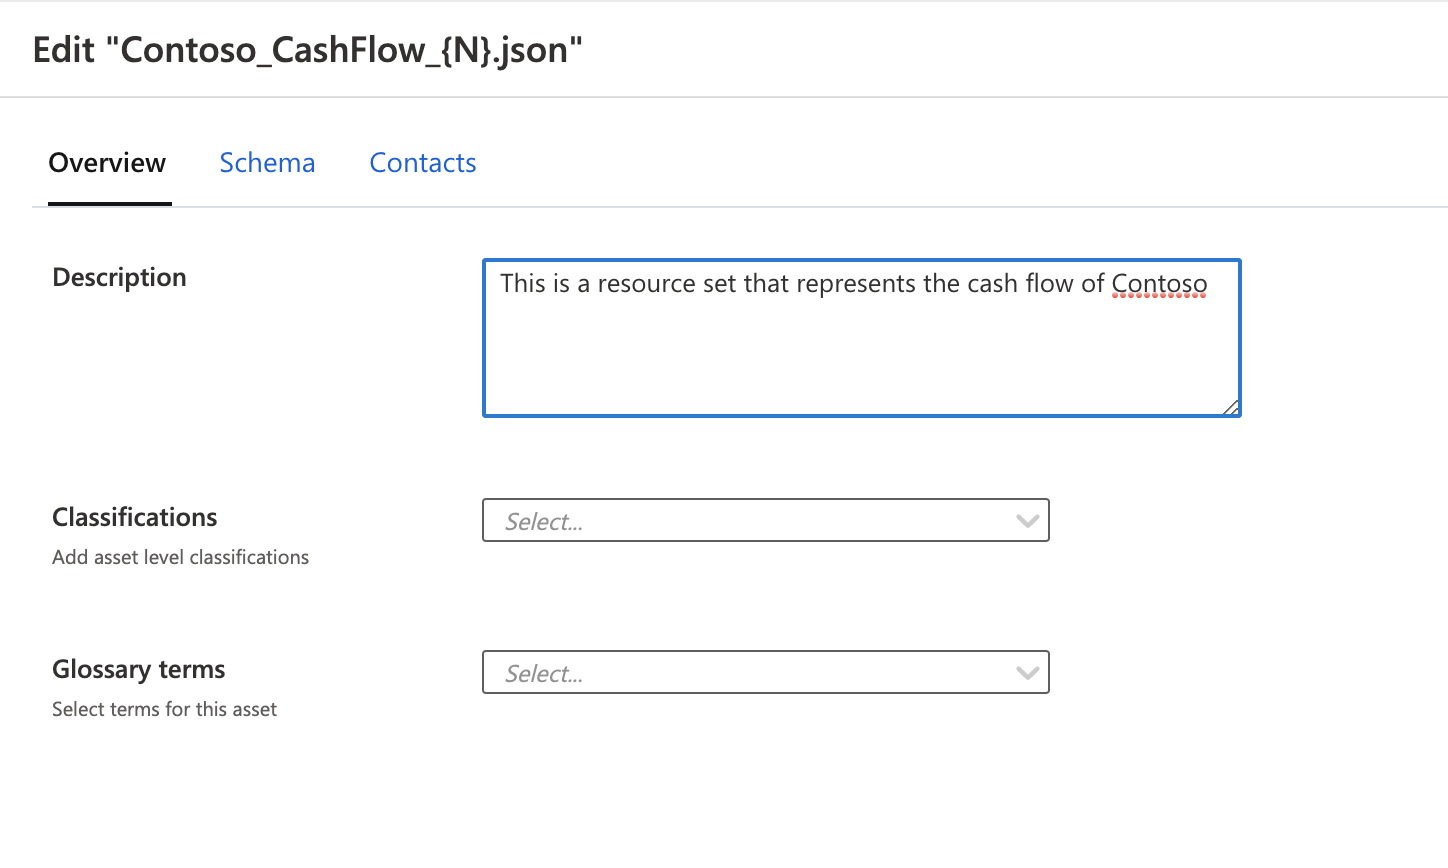 Edit "Contoso_CashFlow_{N}.json"
Overview Schema Contacts
Description
This is a resource set that represents the cash flow of Contoso
Classifications
Select...
Add asset level classifications
Glossary terms
Select...
Select terms for this asset